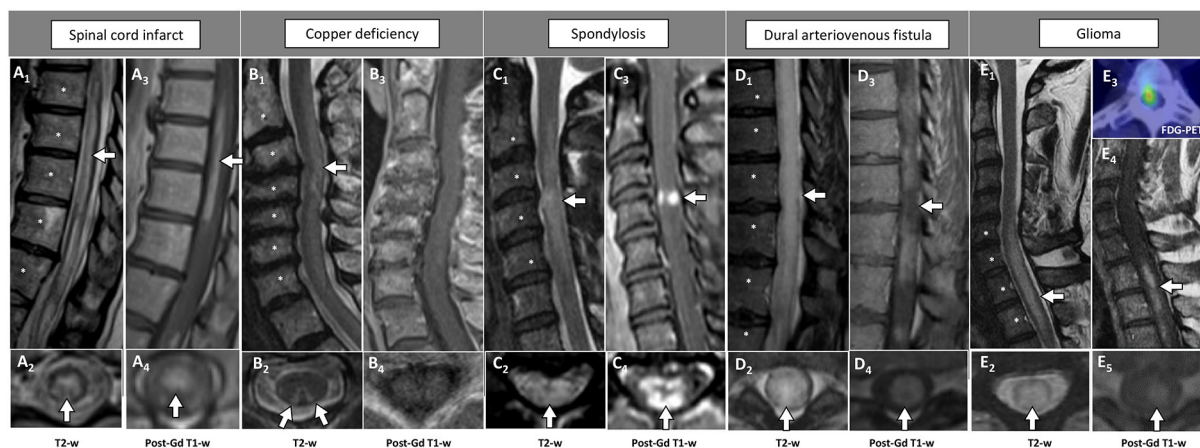 Spinal cord infarct
Copper deficiency
Spondylosis
Dural arteriovenous fistula
Glioma
A1
A3
B1
B3
C1
C3
D1
D3
E1
E3
FDG-PET
E4
A2
A4
B2
B4
C2
C4
D2
D4
E2
E5
T2-w
Post-Gd T1-w
T2-w
Post-Gd T1-w
T2-w
Post-Gd T1-w
T2-w
Post-Gd T1-w
T2-w
Post-Gd T1-w